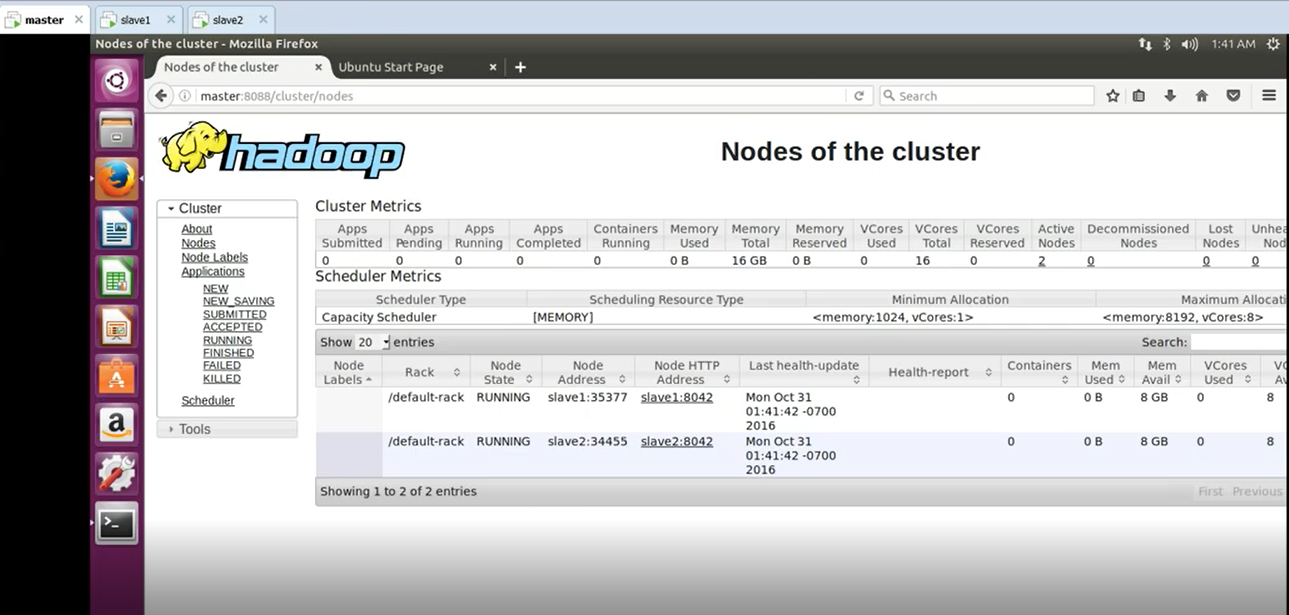 master slave1 slave2
Nodes of the cluster - Mozilla Firefox 1:41 AM
Nodes of the cluster Ubuntu Start Page
master:8088/cluster/nodes Search
hadoop Nodes of the cluster
Cluster
About
Nodes
Node Labels
Applications
NEW
NEW_SAVING
SUBMITTED
ACCEPTED
RUNNING
FINISHED
FAILED
KILLED
Scheduler
Tools
Cluster Metrics
Apps Submitted Apps Pending Apps Running Apps Completed Containers Running Memory Used Memory Total Memory Reserved VCores Used VCores Total VCores Reserved Active Nodes Decommissioned Nodes Lost Nodes
0 0 0 0 0 0 B 16 GB 0 B 0 16 0 2 0 0 0
Scheduler Metrics
Scheduler Type Scheduling Resource Type Minimum Allocation Maximum
Capacity Scheduler [MEMORY] <memory:1024, vCores:1> <memory:8192, vCores:8>
Show 20 entries Search:
Node Labels Rack Node State Node Address Node HTTP Address Last health-update Health-report Containers Mem Used Mem Avail VCores Used
/default-rack RUNNING slave1:35377 slave1:8042 Mon Oct 31 01:41:42 -0700 2016 0 0 B 8 GB 0 8
/default-rack RUNNING slave2:34455 slave2:8042 Mon Oct 31 01:41:42 -0700 2016 0 0 B 8 GB 0 8
Showing 1 to 2 of 2 entries First Previous